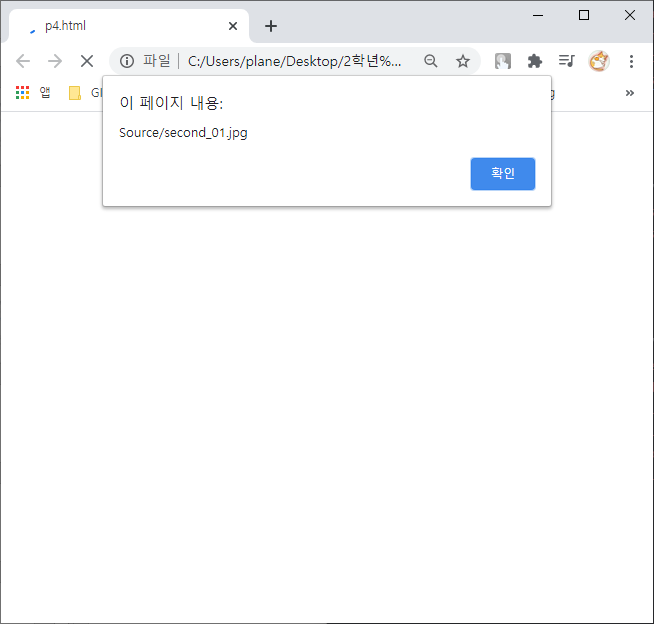 p4.html
파일 | C:/Users/plane/Desktop/2학년%...
앱
이 페이지 내용:
Source/second_01.jpg
확인